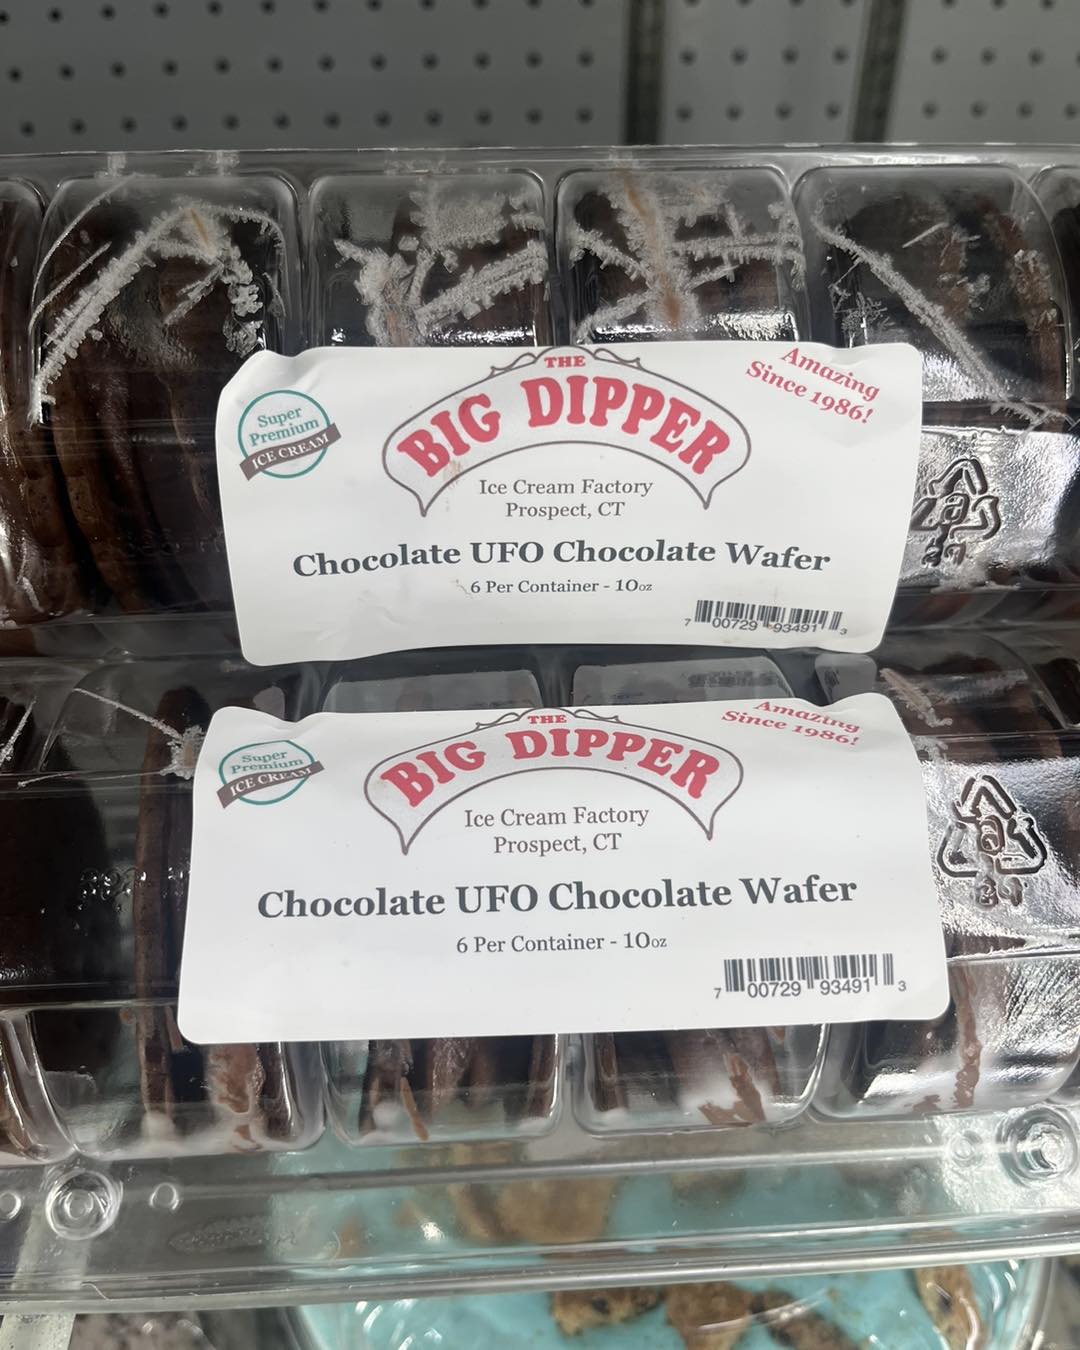 Super
Premium
ICE CREAM
THE
BIG DIPPER
Amazing
Since 1986!
Ice Cream Factory
Prospect, CT
Chocolate UFO Chocolate Wafer
6 Per Container - 10oz
7 00729 93491 3
Super
Premium
ICE CREAM
THE
BIG DIPPER
Amazing
Since 1986!
Ice Cream Factory
Prospect, CT
Chocolate UFO Chocolate Wafer
6 Per Container - 10oz
7 00729 93491 3